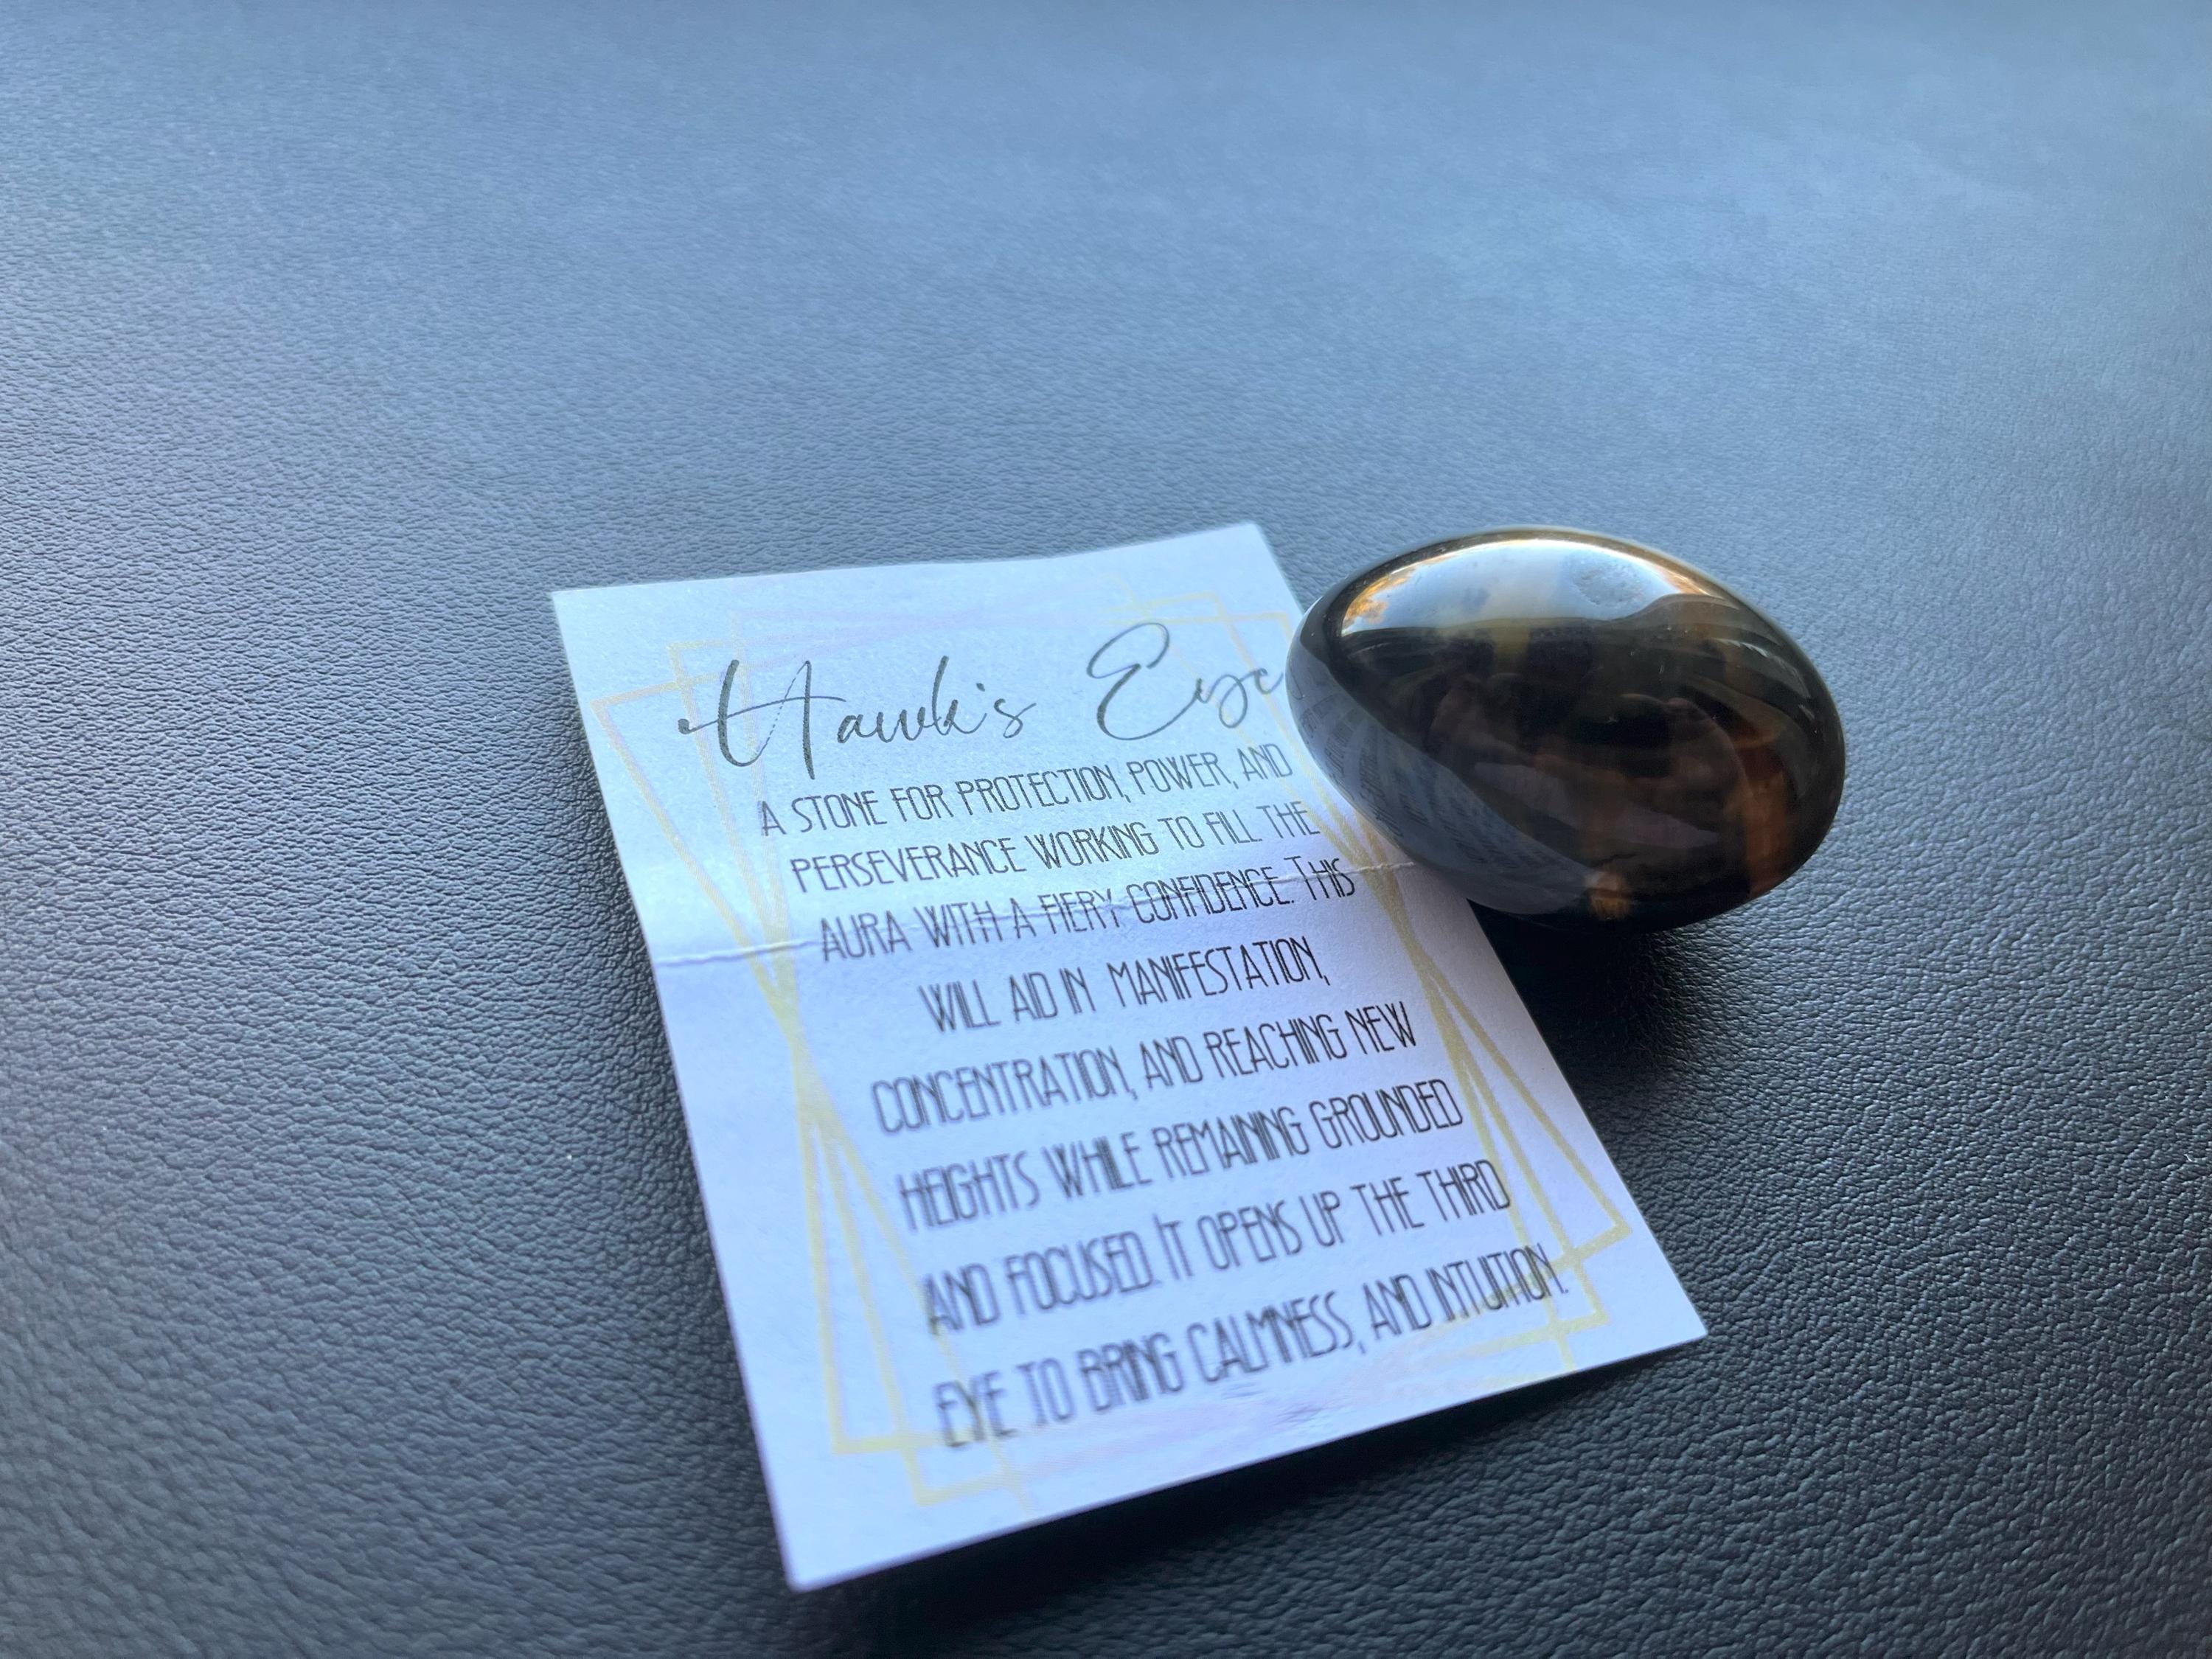 Hawk's Eye
A STONE FOR PROTECTION, POWER, AND
PERSEVERANCE WORKING TO FILL THE
AURA WITH A FIERY CONFIDENCE. THIS
WILL AID IN MANIFESTATION,
CONCENTRATION, AND REACHING NEW
HEIGHTS WHILE REMAINING GROUNDED
AND FOCUSED. IT OPENS UP THE THIRD
EYE TO BRING CALMNESS, AND INTUITION.